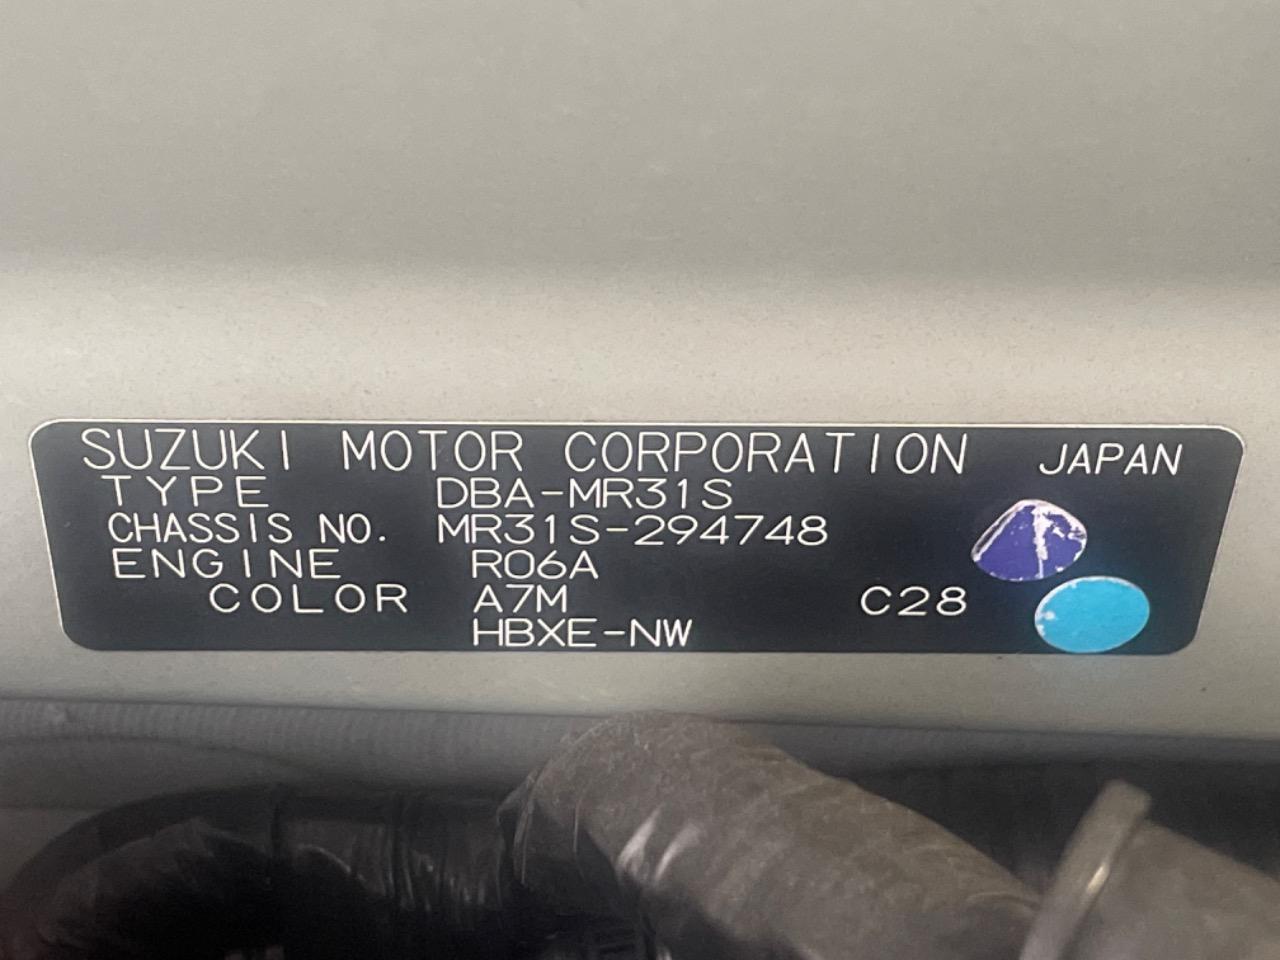 SUZUKI MOTOR CORPORATION JAPAN
TYPE DBA-MR31S
CHASSIS NO. MR31S-294748
ENGINE R06A
COLOR A7M C28
HBXE-NW